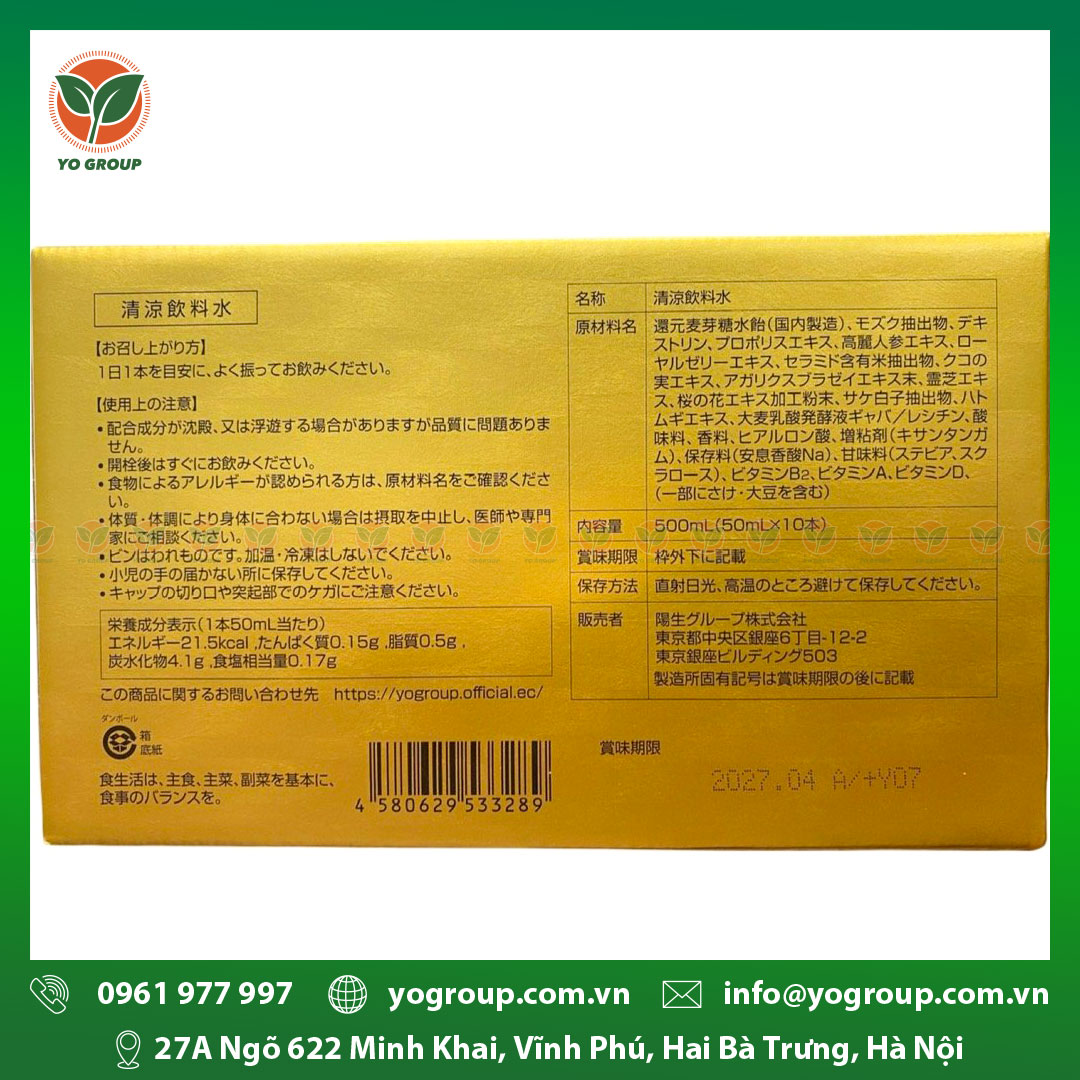 YO GROUP
清涼飲料水
【お召し上がり方】
1日1本を目安に、よく振ってお飲みください。
【使用上の注意】
• 配合成分が沈殿、又は浮遊する場合がありますが品質に問題ありま
せん。
• 開栓後はすぐにお飲みください。
• 食物によるアレルギーが認められる方は、原材料名をご確認くださ
い。
• 体質・体調により身体に合わない場合は摂取を中止し、医師や専門
家にご相談ください。
• ビンはわれものです。加温・冷凍はしないでください。
• 小児の手の届かない所に保存してください。
• キャップの切り口や突起部でのケガにご注意ください。
栄養成分表示(1本50mL当たり)
エネルギー21.5kcal ,たんぱく質0.15g ,脂質0.5g ,
炭水化物4.1g ,食塩相当量0.17g
この商品に関するお問い合わせ先 https://yogroup.official.ec/
ダンボール
箱
底紙
食生活は、主食、主菜、副菜を基本に、
食事のバランスを。
4 580629 533289
名称 清涼飲料水
原材料名 還元麦芽糖水飴(国内製造)、モズク抽出物、デキ
ストリン、プロポリスエキス、高麗人参エキス、ロー
ヤルゼリーエキス、セラミド含有米抽出物、クコの
実エキス、アガリクスブラゼイエキス末、霊芝エキ
ス、桜の花エキス加工粉末、サケ白子抽出物、ハト
ムギエキス、大麦乳酸発酵液ギャバ/レシチン、酸
味料、香料、ヒアルロン酸、増粘剤(キサンタンガ
ム)、保存料(安息香酸Na)、甘味料(ステビア、スク
ラロース)、ビタミンB2、ビタミンA、ビタミンD、
(一部にさけ・大豆を含む)
内容量 500mL(50mL×10本)
賞味期限 枠外下に記載
保存方法 直射日光、高温のところ避けて保存してください。
販売者 陽生グループ株式会社
東京都中央区銀座6丁目-12-2
東京銀座ビルディング503
製造所固有記号は賞味期限の後に記載
賞味期限
2027.04 A/+Y07
0961 977 997 yogroup.com.vn info@yogroup.com.vn
27A Ngõ 622 Minh Khai, Vĩnh Phú, Hai Bà Trưng, Hà Nội